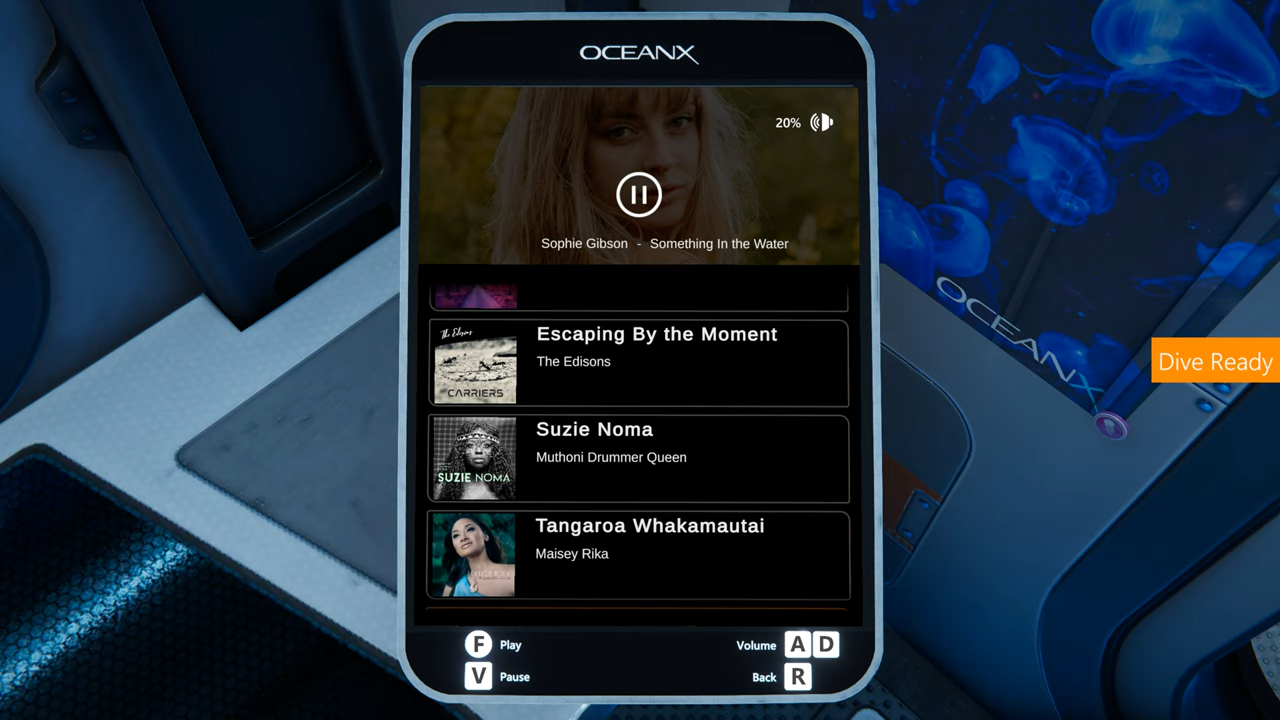 OCEANX
20%
Sophie Gibson - Something In the Water
Escaping By the Moment
The Edisons
The Edisons
CARRIERS
Suzie Noma
Muthoni Drummer Queen
SUZIE NOMA
Tangaroa Whakamautai
Maisey Rika
F Play
Volume A D
V Pause
Back R
OCEANX
Dive Ready